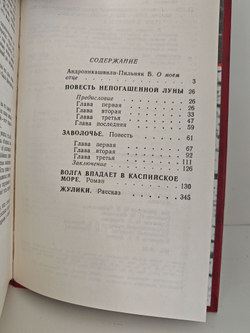 СОДЕРЖАНИЕ
Андроникашвили-Пильняк Б. О моем
отце . . . . . . . . . . 3
ПОВЕСТЬ НЕПОГАШЕННОЙ ЛУНЫ 26
Предисловие . . . . . . . 26
Глава первая . . . . . . . 26
Глава вторая . . . . . . . 33
Глава третья . . . . . . . 47
Глава последняя . . . . . . 59
ЗАВОЛОЧЬЕ. Повесть . . . . . 61
Глава первая . . . . . . . 67
Глава вторая . . . . . . . 92
Глава третья . . . . . . . 111
Заключение . . . . . . . 126
ВОЛГА ВПАДАЕТ В КАСПИЙСКОЕ
МОРЕ. Роман . . . . . . . 130
ЖУЛИКИ. Рассказ . . . . . . 345